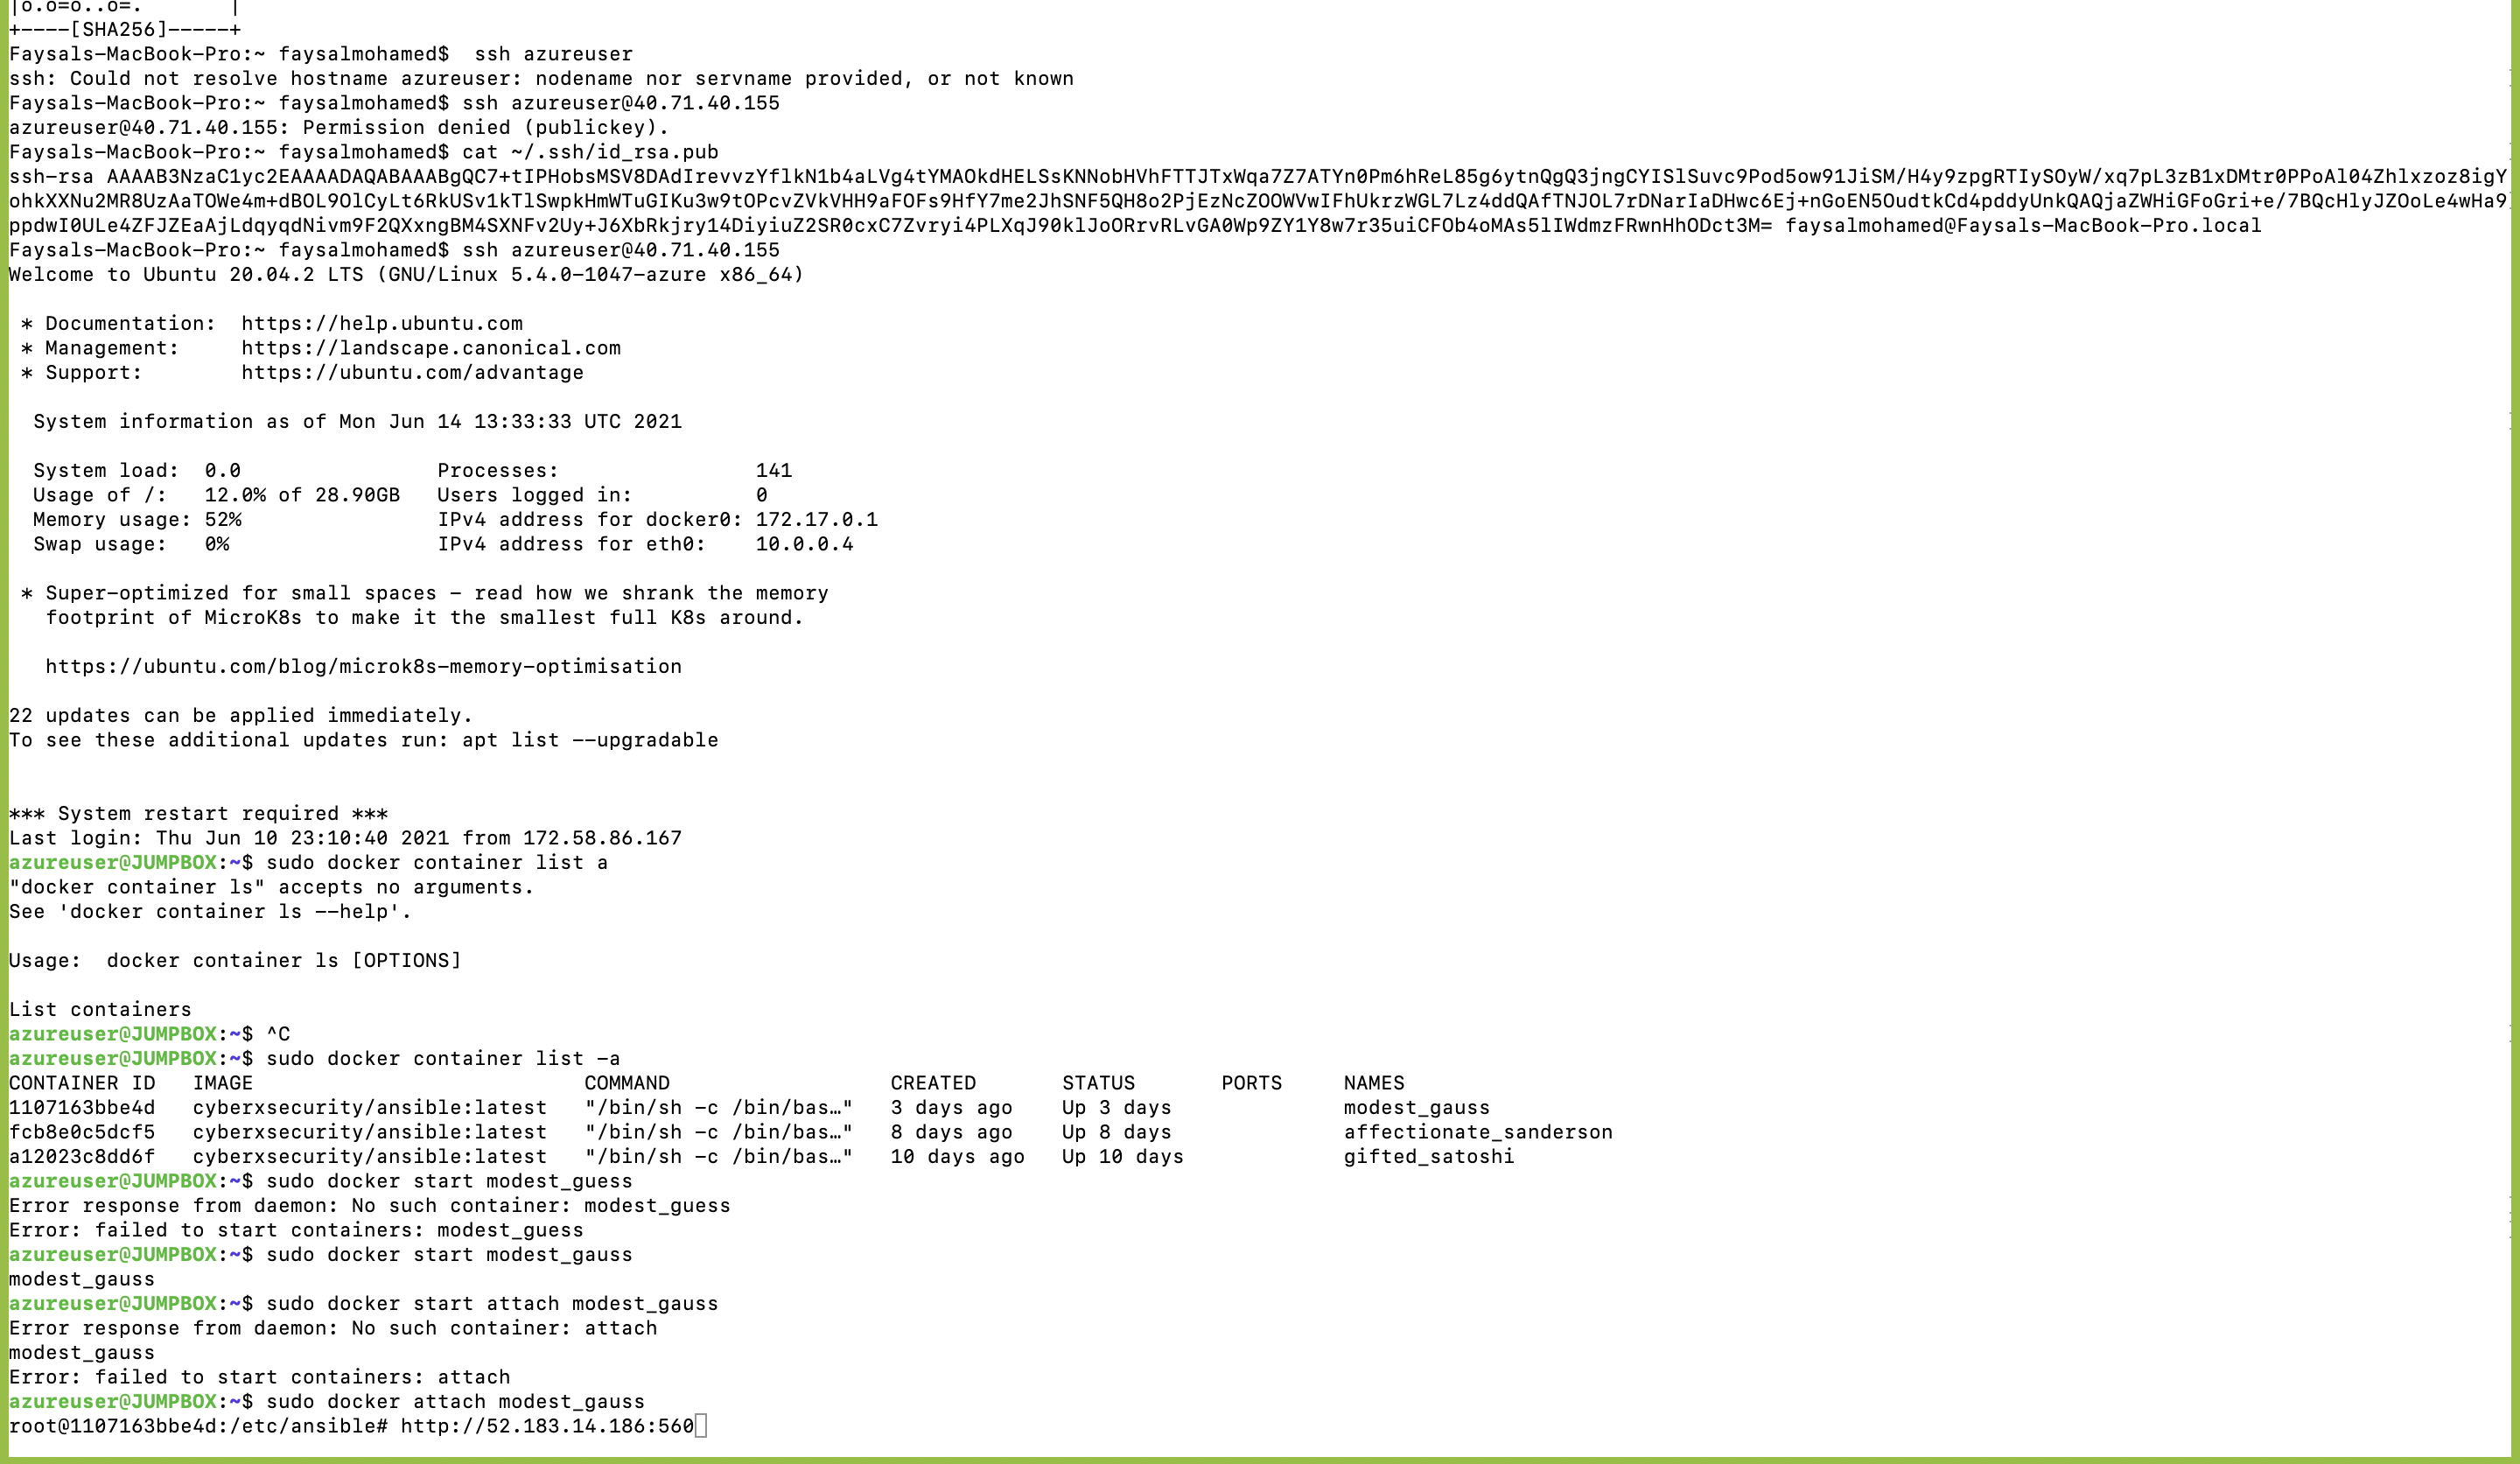 |o.o=o..o=.       |
+----[SHA256]-----+
Faysals-MacBook-Pro:~ faysalmohamed$  ssh azureuser
ssh: Could not resolve hostname azureuser: nodename nor servname provided, or not known
Faysals-MacBook-Pro:~ faysalmohamed$ ssh azureuser@40.71.40.155
azureuser@40.71.40.155: Permission denied (publickey).
Faysals-MacBook-Pro:~ faysalmohamed$ cat ~/.ssh/id_rsa.pub
ssh-rsa AAAAB3NzaC1yc2EAAAADAQABAAABgQC7+tIPHobsMSV8DAdIrevvzYflkN1b4aLVg4tYMAOkdHELSsKNNobHVhFTTJTxWqa7Z7ATYn0Pm6hReL85g6ytnQgQ3jngCYISlSuvc9Pod5ow91JiSM/H4y9zpgRTIySOyW/xq7pL3zB1xDMtr0PPoAl04Zhlxzoz8igY
ohkXXNu2MR8UzAaTOWe4m+dBOL9OlCyLt6RkUSv1kTlSwpkHmWTuGIKu3w9tOPcvZVkVHH9aFOFs9HfY7me2JhSNF5QH8o2PjEzNcZOOWVwIFhUkrzWGL7Lz4ddQAfTNJOL7rDNarIaDHwc6Ej+nGoEN5OudtkCd4pddyUnkQAQjaZWHiGFoGri+e/7BQcHlyJZOoLe4wHa9
ppdwI0ULe4ZFJZEaAjLdqyqdNivm9F2QXxngBM4SXNFv2Uy+J6XbRkjry14DiyiuZ2SR0cxC7Zvryi4PLXqJ90klJoORrvRLvGA0Wp9ZY1Y8w7r35uiCFOb4oMAs5lIWdmzFRwnHhODct3M= faysalmohamed@Faysals-MacBook-Pro.local
Faysals-MacBook-Pro:~ faysalmohamed$ ssh azureuser@40.71.40.155
Welcome to Ubuntu 20.04.2 LTS (GNU/Linux 5.4.0-1047-azure x86_64)
 * Documentation:  https://help.ubuntu.com
 * Management:     https://landscape.canonical.com
 * Support:        https://ubuntu.com/advantage
  System information as of Mon Jun 14 13:33:33 UTC 2021
  System load:  0.0                Processes:                141
  Usage of /:   12.0% of 28.90GB   Users logged in:          0
  Memory usage: 52%                IPv4 address for docker0: 172.17.0.1
  Swap usage:   0%                 IPv4 address for eth0:    10.0.0.4
 * Super-optimized for small spaces - read how we shrank the memory
   footprint of MicroK8s to make it the smallest full K8s around.
   https://ubuntu.com/blog/microk8s-memory-optimisation
22 updates can be applied immediately.
To see these additional updates run: apt list --upgradable
*** System restart required ***
Last login: Thu Jun 10 23:10:40 2021 from 172.58.86.167
azureuser@JUMPBOX:~$ sudo docker container list a
"docker container ls" accepts no arguments.
See 'docker container ls --help'.
Usage:  docker container ls [OPTIONS]
List containers
azureuser@JUMPBOX:~$ ^C
azureuser@JUMPBOX:~$ sudo docker container list -a
CONTAINER ID   IMAGE                           COMMAND                  CREATED       STATUS       PORTS     NAMES
1107163bbe4d   cyberxsecurity/ansible:latest   "/bin/sh -c /bin/bas…"   3 days ago    Up 3 days              modest_gauss
fcb8e0c5dcf5   cyberxsecurity/ansible:latest   "/bin/sh -c /bin/bas…"   8 days ago    Up 8 days              affectionate_sanderson
a12023c8dd6f   cyberxsecurity/ansible:latest   "/bin/sh -c /bin/bas…"   10 days ago   Up 10 days             gifted_satoshi
azureuser@JUMPBOX:~$ sudo docker start modest_guess
Error response from daemon: No such container: modest_guess
Error: failed to start containers: modest_guess
azureuser@JUMPBOX:~$ sudo docker start modest_gauss
modest_gauss
azureuser@JUMPBOX:~$ sudo docker start attach modest_gauss
Error response from daemon: No such container: attach
modest_gauss
Error: failed to start containers: attach
azureuser@JUMPBOX:~$ sudo docker attach modest_gauss
root@1107163bbe4d:/etc/ansible# http://52.183.14.186:560